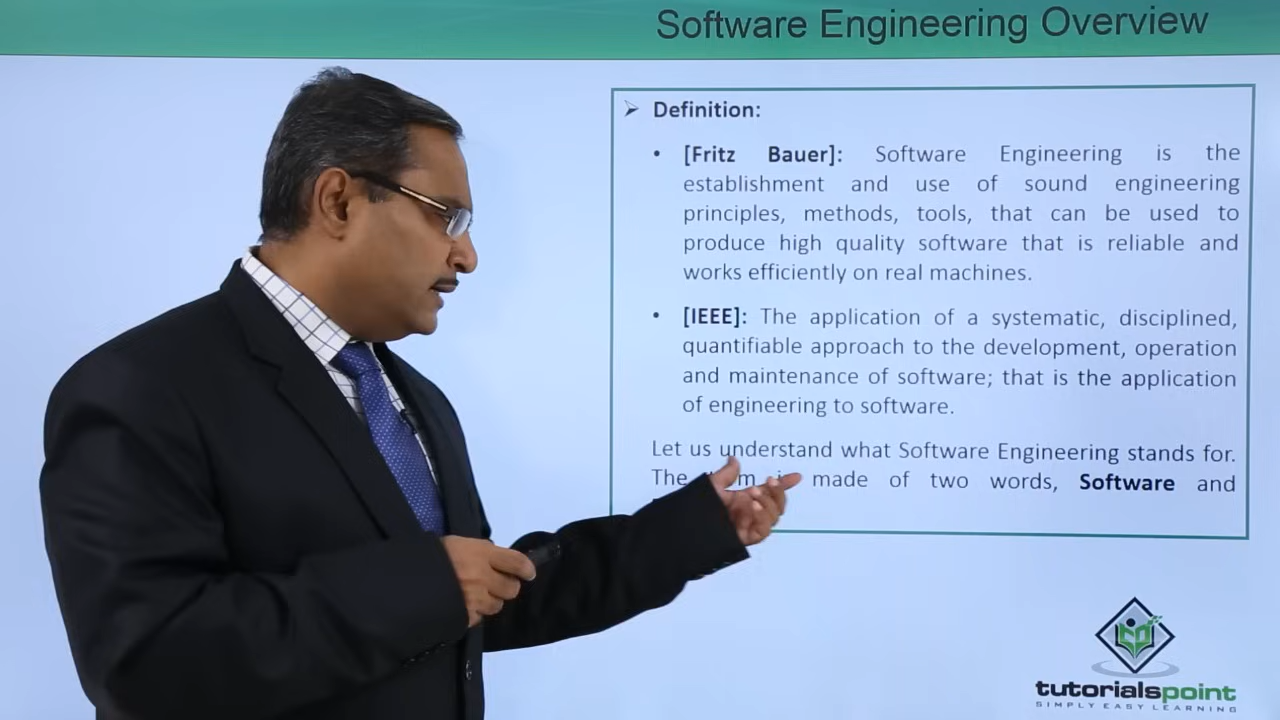 Software Engineering Overview
➢ Definition:
• [Fritz Bauer]: Software Engineering is the
establishment and use of sound engineering
principles, methods, tools, that can be used to
produce high quality software that is reliable and
works efficiently on real machines.
• [IEEE]: The application of a systematic, disciplined,
quantifiable approach to the development, operation
and maintenance of software; that is the application
of engineering to software.
Let us understand what Software Engineering stands for.
The made of two words, Software and
tutorialspoint
SIMPLY EASY LEARNING